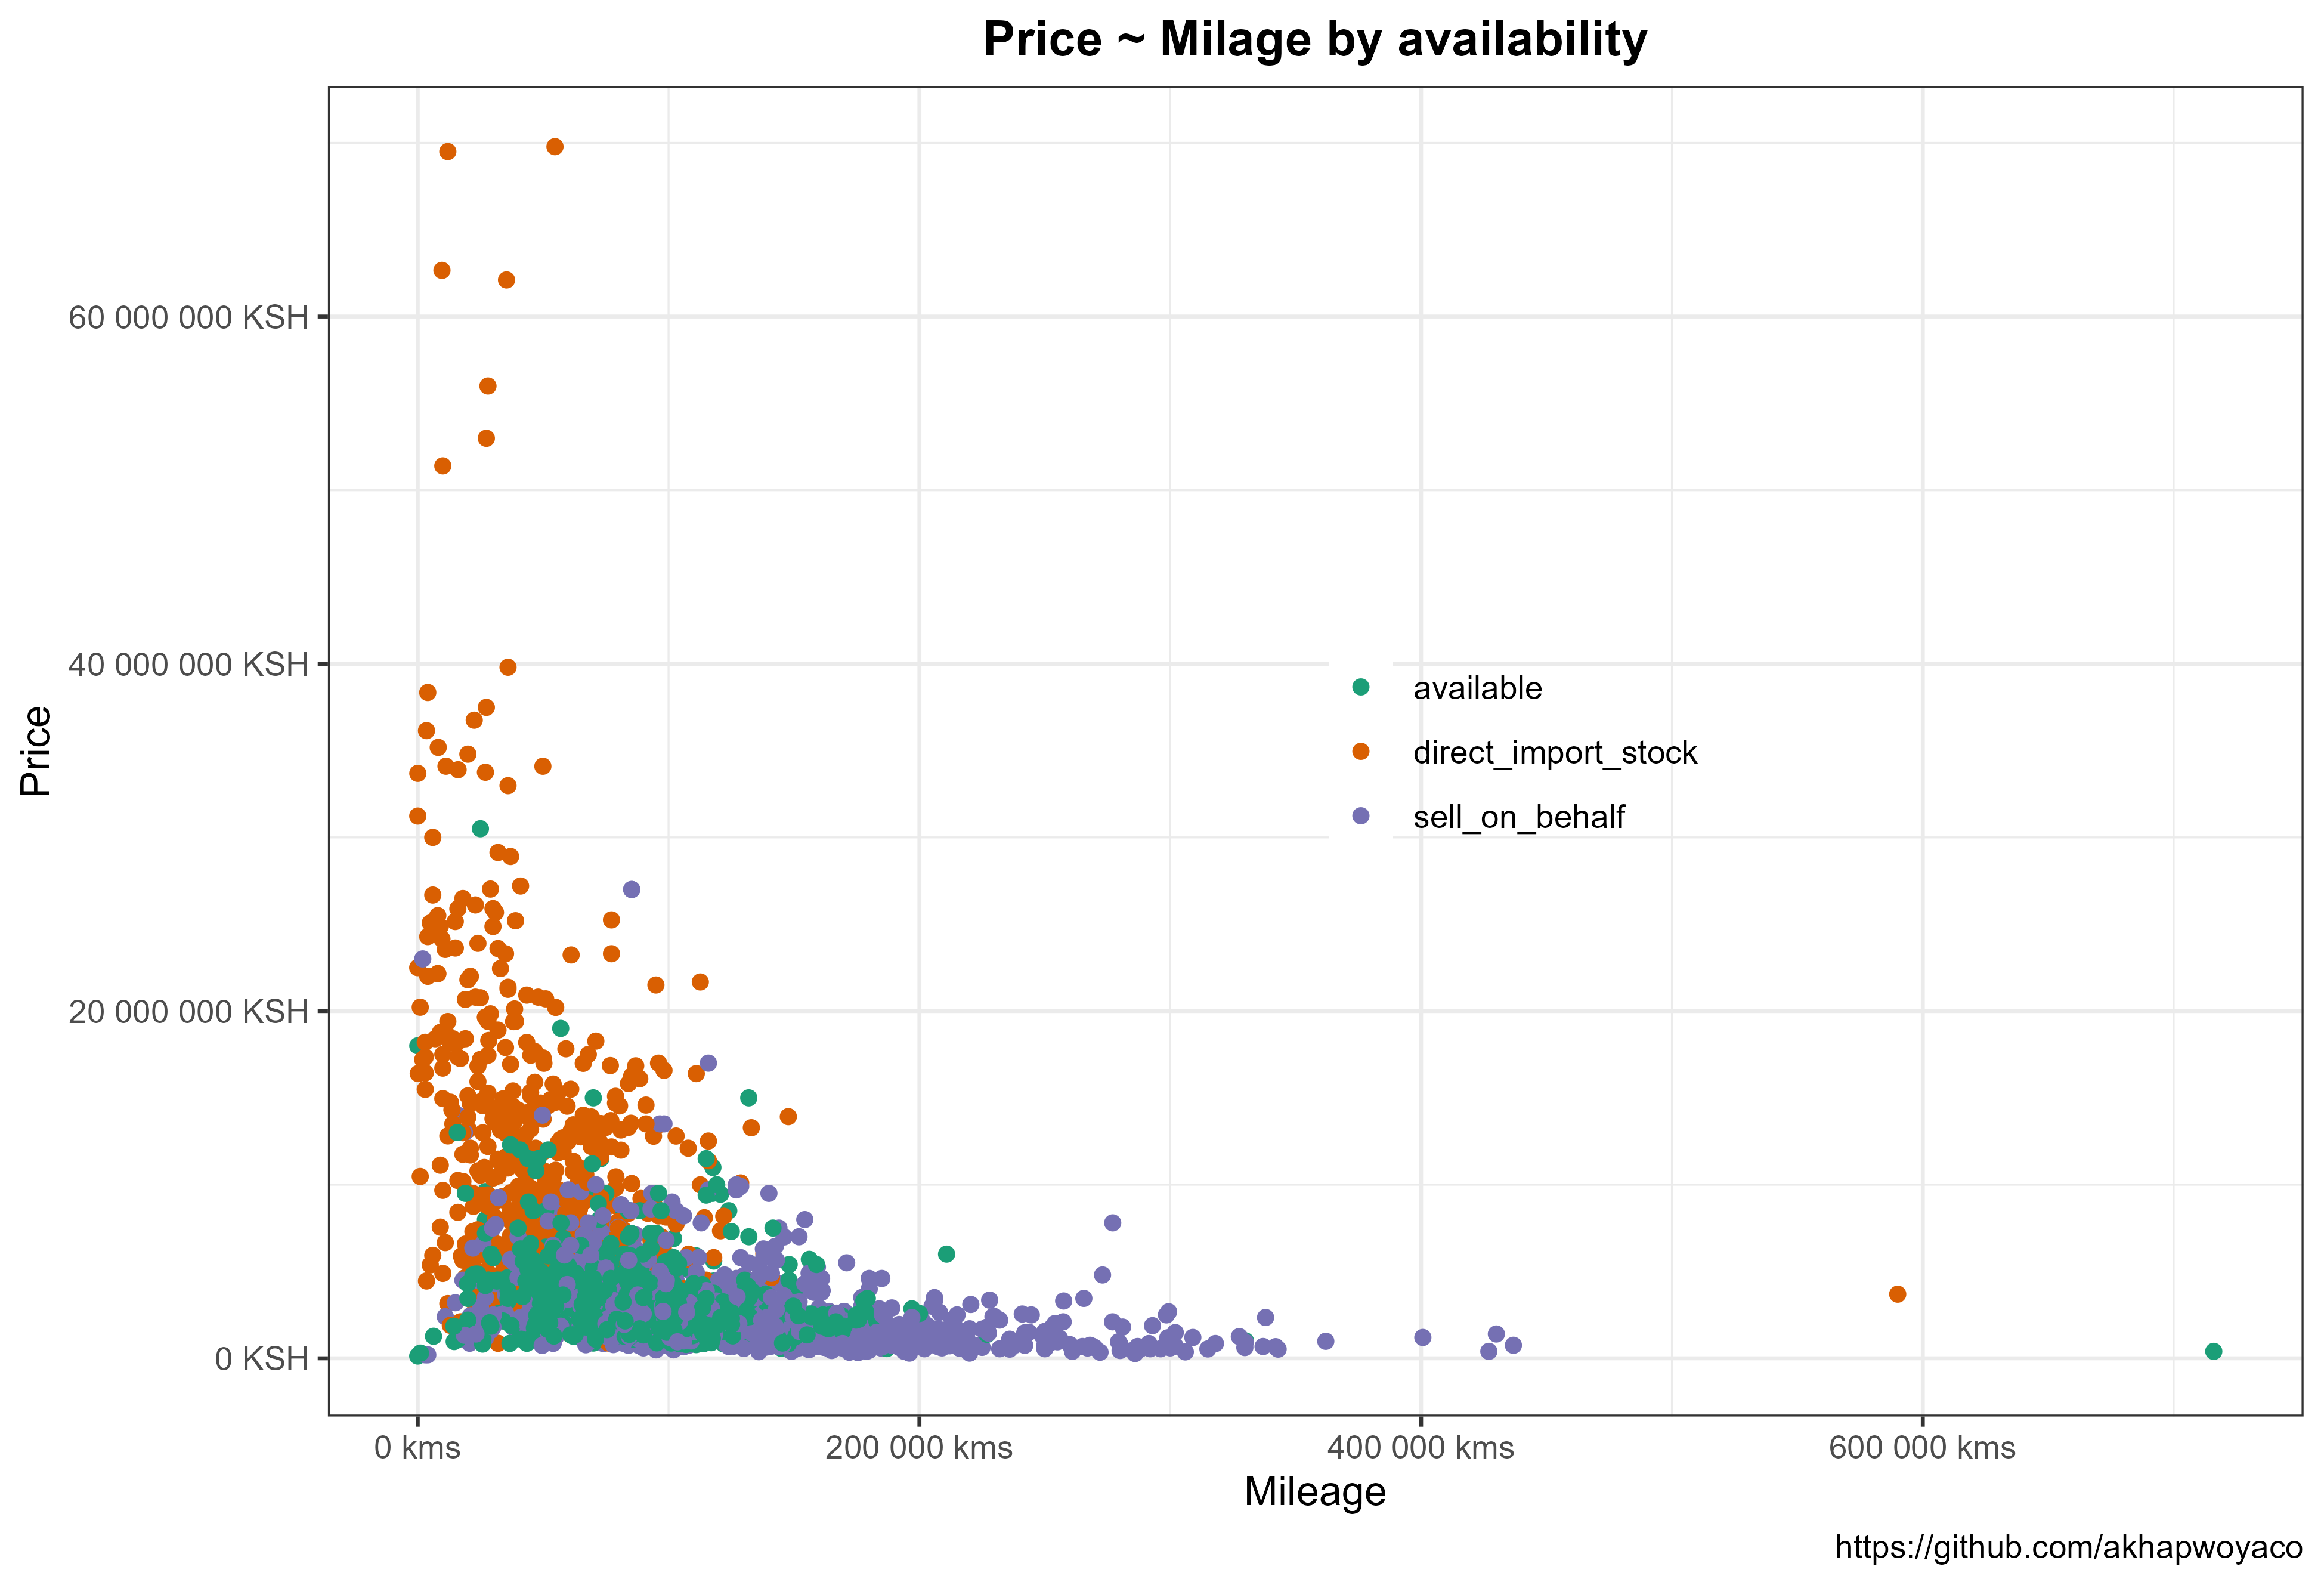 Price ~ Milage by availability
Price
60 000 000 KSH
40 000 000 KSH
20 000 000 KSH
0 KSH
available
direct_import_stock
sell_on_behalf
0 kms
200 000 kms
400 000 kms
600 000 kms
Mileage
https://github.com/akhapwoyaco